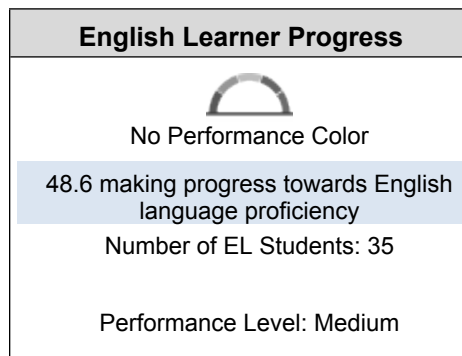 English Learner Progress
No Performance Color
48.6 making progress towards English
language proficiency
Number of EL Students: 35
Performance Level: Medium